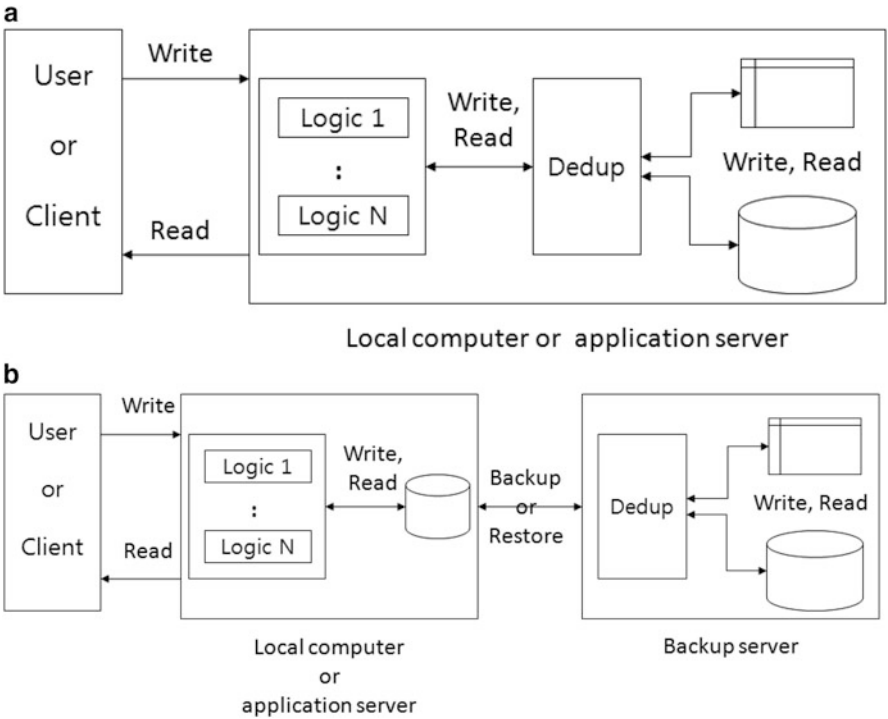 a
User
or
Client
Write
Read
Logic 1
:
Logic N
Write,
Read
Dedup
Write, Read
Local computer or application server
b
User
or
Client
Write
Read
Logic 1
:
Logic N
Write,
Read
Backup
or
Restore
Dedup
Write, Read
Local computer
or
application server
Backup server